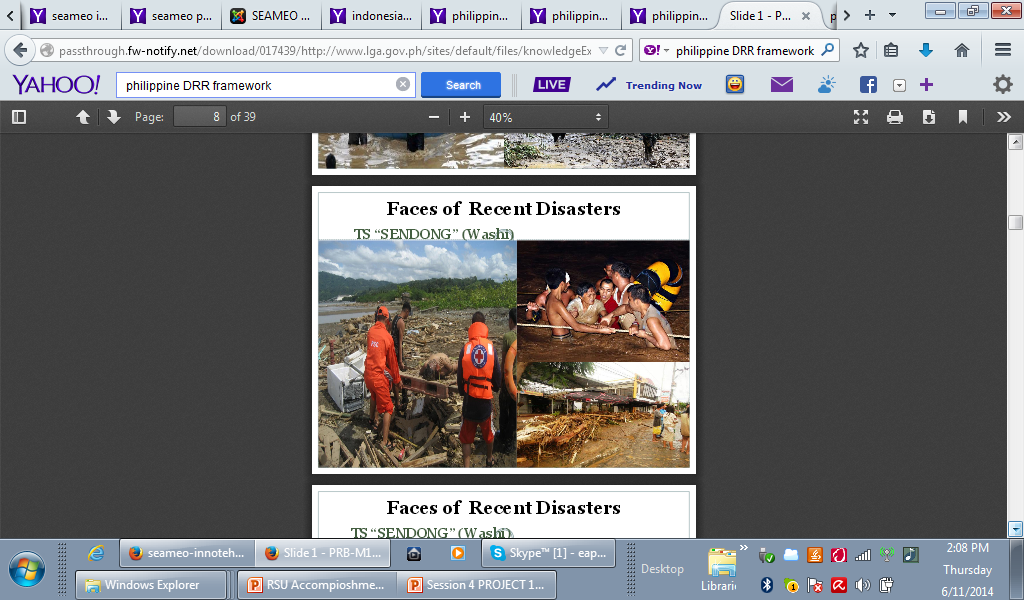 seameo i...
seameo p...
SEAMEO ...
indonesia...
philippin...
philippin...
philippin...
Slide 1 - P...
p
passthrough.fw-notify.net/download/017439/http://www.lga.gov.ph/sites/default/files/knowledgeEx
Y!
philippine DRR framework
YAHOO!
philippine DRR framework
Search
LIVE
Trending Now
Page:
8
of 39
40%
Faces of Recent Disasters
TS “SENDONG” (Washi)
Faces of Recent Disasters
TS “SENDONG” (Washi)
seameo-innoteh...
Slide 1 - PRB-M1...
Skype™ [1] - eap...
Windows Explorer
RSU Accompioshme...
Session 4 PROJECT 1...
Desktop
Librarie
2:08 PM
Thursday
6/11/2014